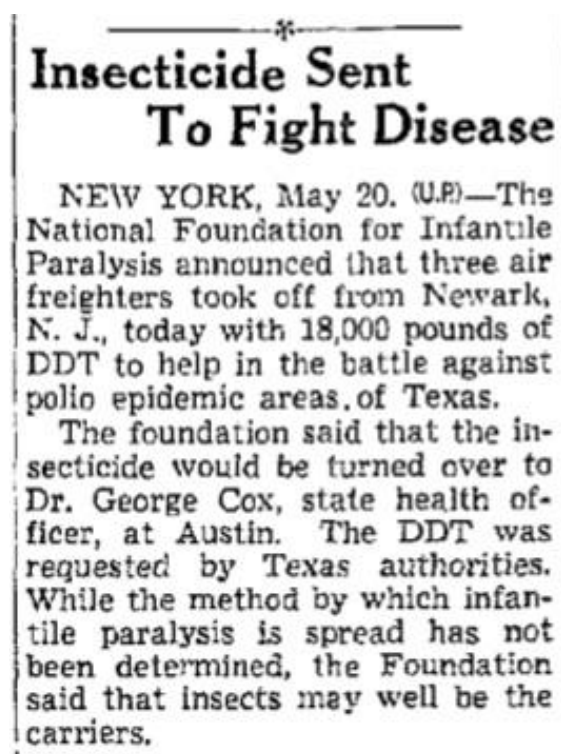 Insecticide Sent
To Fight Disease
NEW YORK, May 20. (U.P.)—The
National Foundation for Infantile
Paralysis announced that three air
freighters took off from Newark,
N. J., today with 18,000 pounds of
DDT to help in the battle against
polio epidemic areas of Texas.
The foundation said that the in-
secticide would be turned over to
Dr. George Cox, state health of-
ficer, at Austin. The DDT was
requested by Texas authorities.
While the method by which infan-
tile paralysis is spread has not
been determined, the Foundation
said that insects may well be the
carriers.